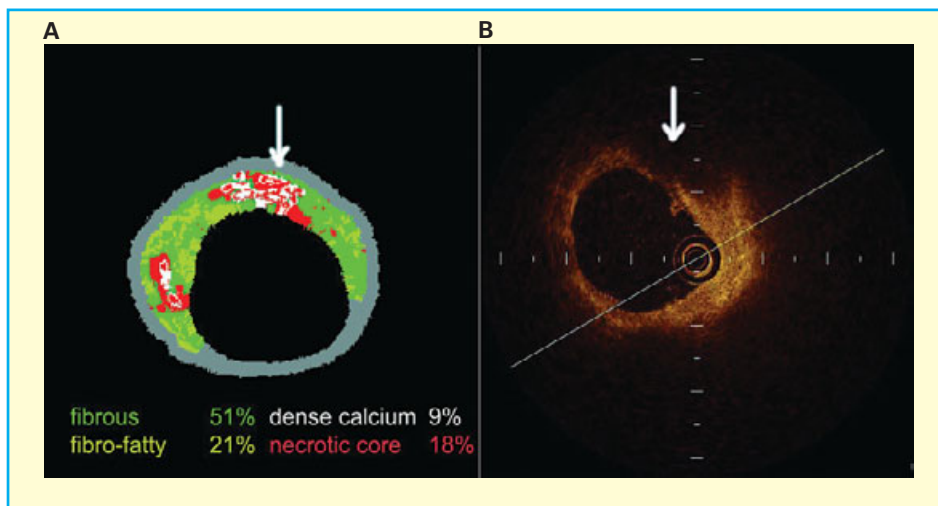 A
B
fibrous 51% dense calcium 9%
fibro-fatty 21% necrotic core 18%